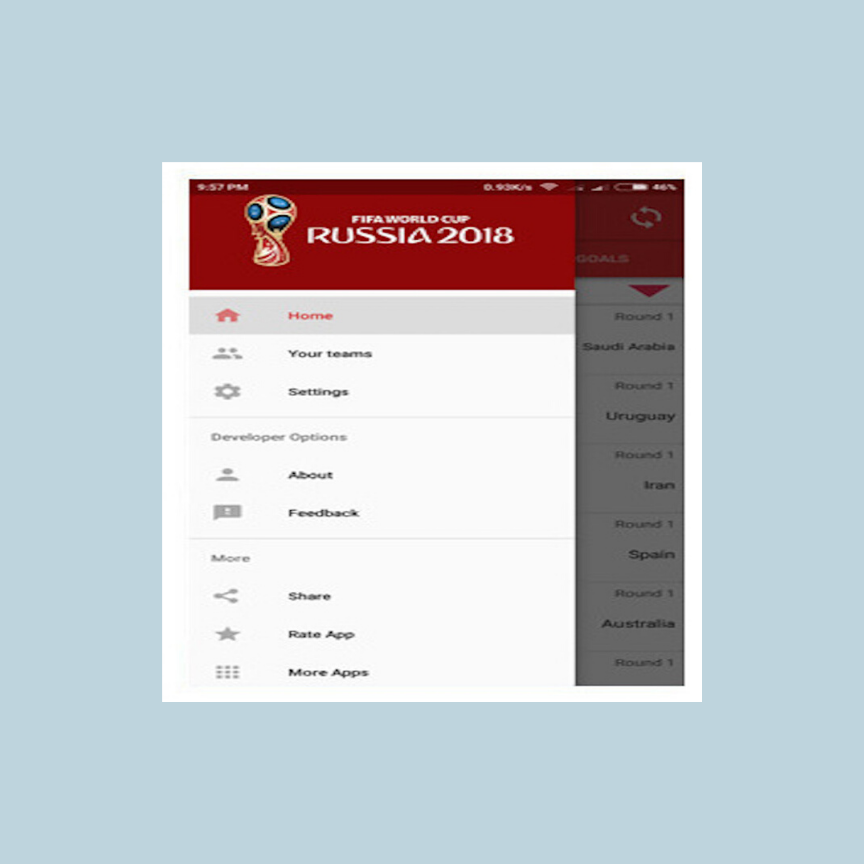 9:57 PM 0.93K/s 46%
FIFA WORLD CUP
RUSSIA 2018
GOALS
Home
Your teams
Settings
Developer Options
About
Feedback
More
Share
Rate App
More Apps
Round 1
Saudi Arabia
Round 1
Uruguay
Round 1
Iran
Round 1
Spain
Round 1
Australia
Round 1